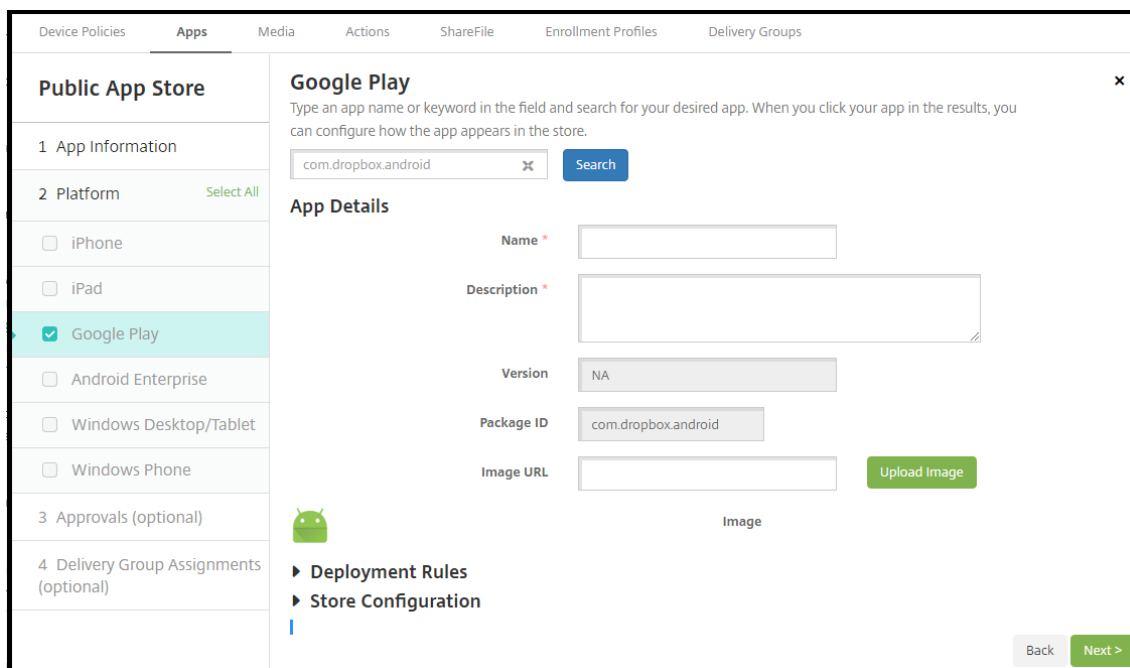 Device Policies Apps Media Actions ShareFile Enrollment Profiles Delivery Groups
Public App Store
1 App Information
2 Platform Select All
iPhone
iPad
Google Play
Android Enterprise
Windows Desktop/Tablet
Windows Phone
3 Approvals (optional)
4 Delivery Group Assignments
(optional)
Google Play
Type an app name or keyword in the field and search for your desired app. When you click your app in the results, you
can configure how the app appears in the store.
com.dropbox.android Search
App Details
Name *
Description *
Version NA
Package ID com.dropbox.android
Image URL Upload Image
Image
Deployment Rules
Store Configuration
Back Next >